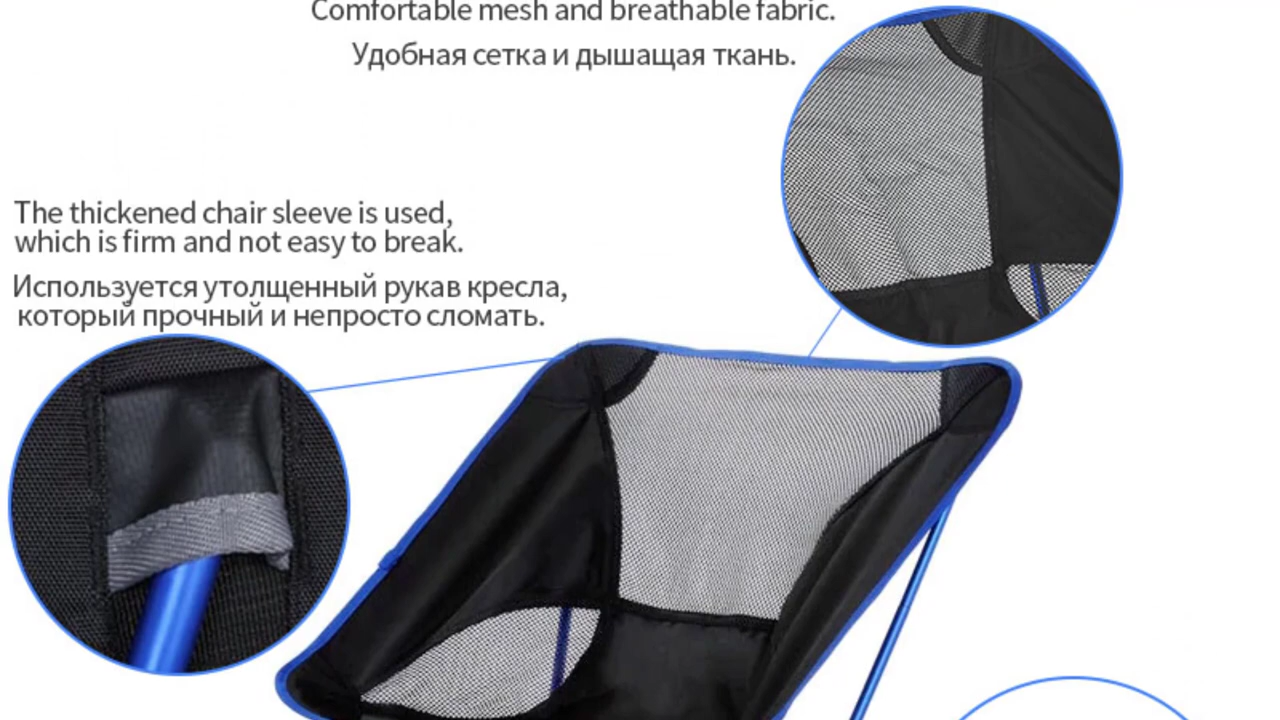 Comfortable mesh and breathable fabric.
Удобная сетка и дышащая ткань.
The thickened chair sleeve is used,
which is firm and not easy to break.
Используется утолщенный рукав кресла,
который прочный и непросто сломать.